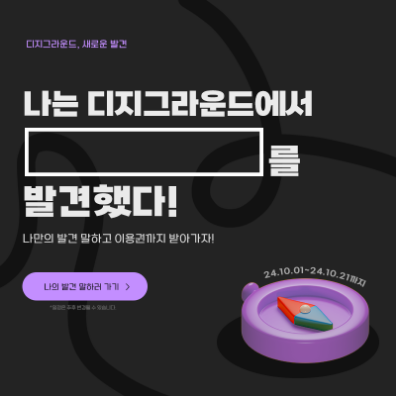 디지그라운드, 새로운 발견
나는 디지그라운드에서
를
발견했다!
나만의 발견 말하고 이용권까지 받아가자!
24.10.01~24.10.21까지
나의 발견 말하러 가기 >